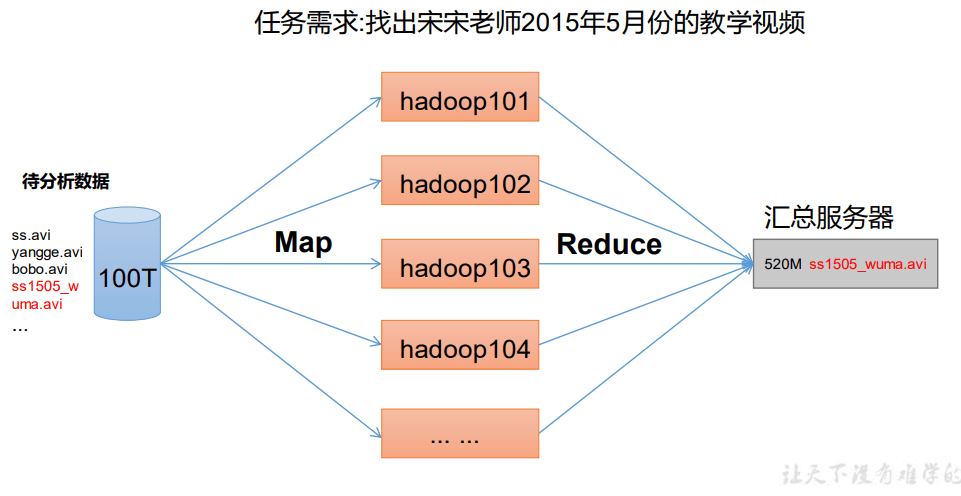 任务需求:找出宋宋老师2015年5月份的教学视频
待分析数据
ss.avi
yangge.avi
bobo.avi
ss1505_w
uma.avi
...
100T
Map
hadoop101
hadoop102
hadoop103
hadoop104
... ...
Reduce
汇总服务器
520M ss1505_wuma.avi
让天下没有难学的